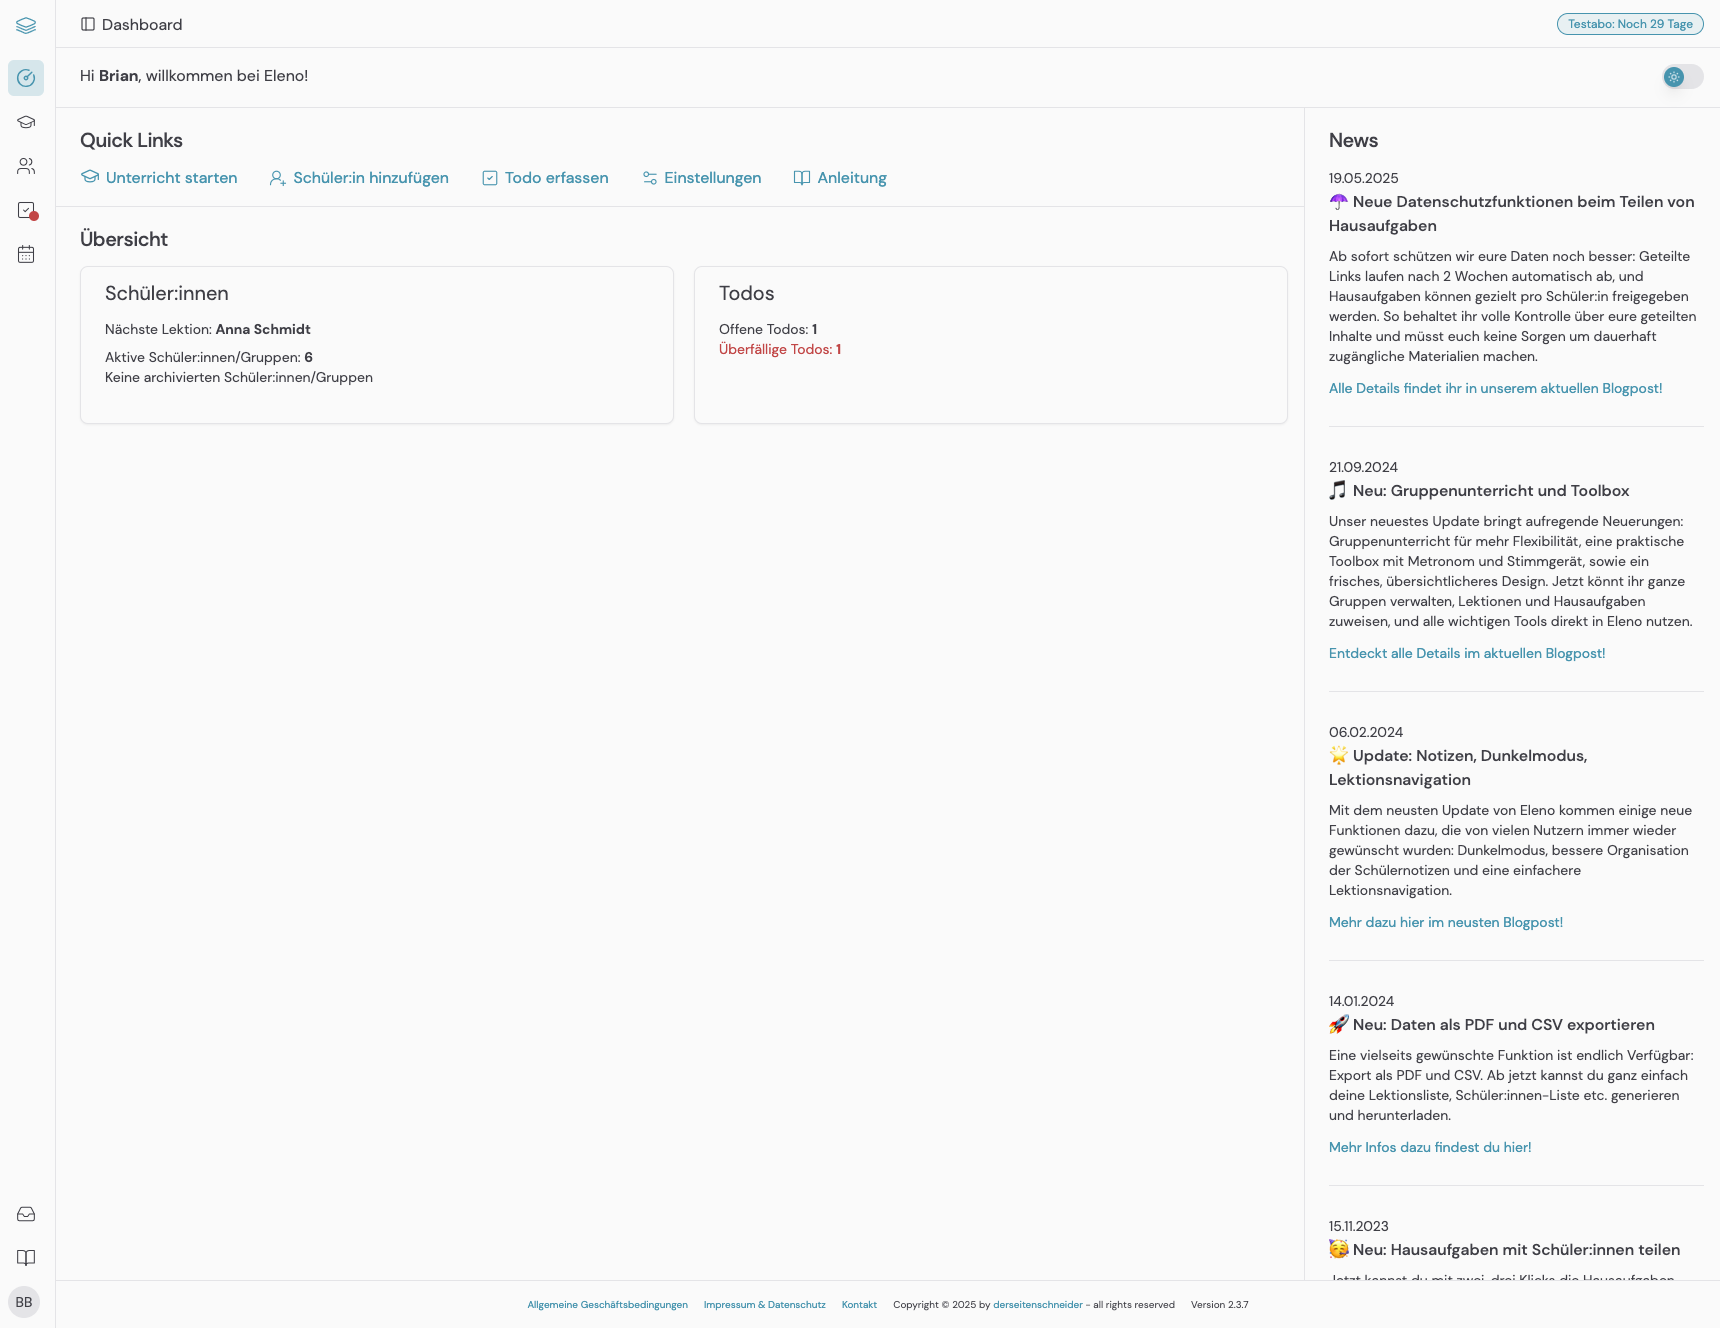 Dashboard
Testabo: Noch 29 Tage
Hi Brian, willkommen bei Eleno!
Quick Links
Unterricht starten
Schüler:in hinzufügen
Todo erfassen
Einstellungen
Anleitung
Übersicht
Schüler:innen
Nächste Lektion: Anna Schmidt
Aktive Schüler:innen/Gruppen: 6
Keine archivierten Schüler:innen/Gruppen
Todos
Offene Todos: 1
Überfällige Todos: 1
News
19.05.2025
Neue Datenschutzfunktionen beim Teilen von
Hausaufgaben
Ab sofort schützen wir eure Daten noch besser: Geteilte
Links laufen nach 2 Wochen automatisch ab, und
Hausaufgaben können gezielt pro Schüler:in freigegeben
werden. So behaltet ihr volle Kontrolle über eure geteilten
Inhalte und müsst euch keine Sorgen um dauerhaft
zugängliche Materialien machen.
Alle Details findet ihr in unserem aktuellen Blogpost!
21.09.2024
Neu: Gruppenunterricht und Toolbox
Unser neuestes Update bringt aufregende Neuerungen:
Gruppenunterricht für mehr Flexibilität, eine praktische
Toolbox mit Metronom und Stimmgerät, sowie ein
frisches, übersichtlicheres Design. Jetzt könnt ihr ganze
Gruppen verwalten, Lektionen und Hausaufgaben
zuweisen, und alle wichtigen Tools direkt in Eleno nutzen.
Entdeckt alle Details im aktuellen Blogpost!
06.02.2024
Update: Notizen, Dunkelmodus,
Lektionsnavigation
Mit dem neusten Update von Eleno kommen einige neue
Funktionen dazu, die von vielen Nutzern immer wieder
gewünscht wurden: Dunkelmodus, bessere Organisation
der Schülernotizen und eine einfachere
Lektionsnavigation.
Mehr dazu hier im neusten Blogpost!
14.01.2024
Neu: Daten als PDF und CSV exportieren
Eine vielseits gewünschte Funktion ist endlich Verfügbar:
Export als PDF und CSV. Ab jetzt kannst du ganz einfach
deine Lektionsliste, Schüler:innen-Liste etc. generieren
und herunterladen.
Mehr Infos dazu findest du hier!
15.11.2023
Neu: Hausaufgaben mit Schüler:innen teilen
Jetzt kannst du mit zwei, drei Klicks die Hausaufgaben
BB
Allgemeine Geschäftsbedingungen
Impressum & Datenschutz
Kontakt
Copyright © 2025 by derseitenschneider - all rights reserved
Version 2.3.7